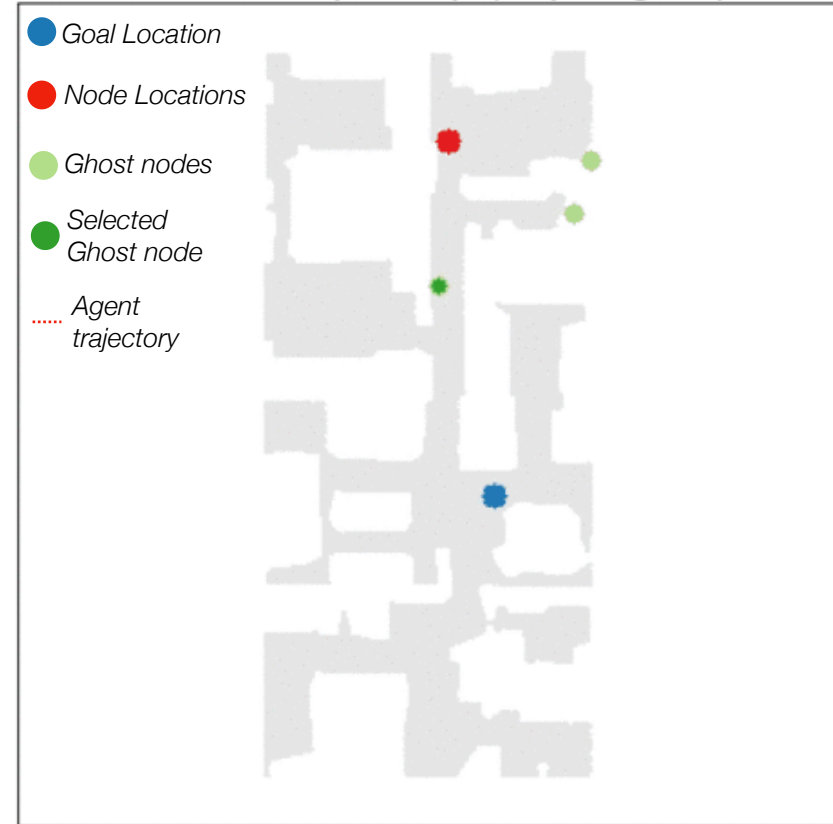 Goal Location
Node Locations
Ghost nodes
Selected
Ghost node
Agent
trajectory